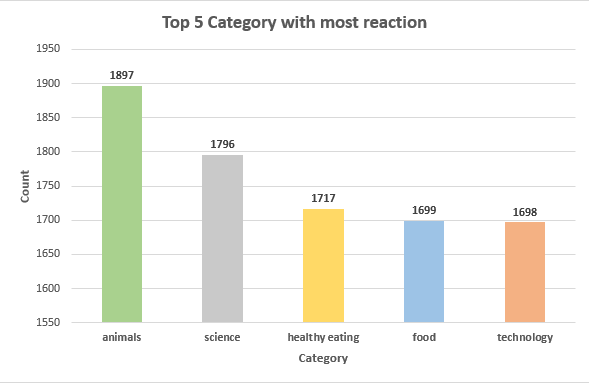 Top 5 Category with most reaction
1950
1900
1850
1800
1750
1700
1650
1600
1550
Count
1897
1796
1717
1699
1698
animals
science
healthy eating
food
technology
Category